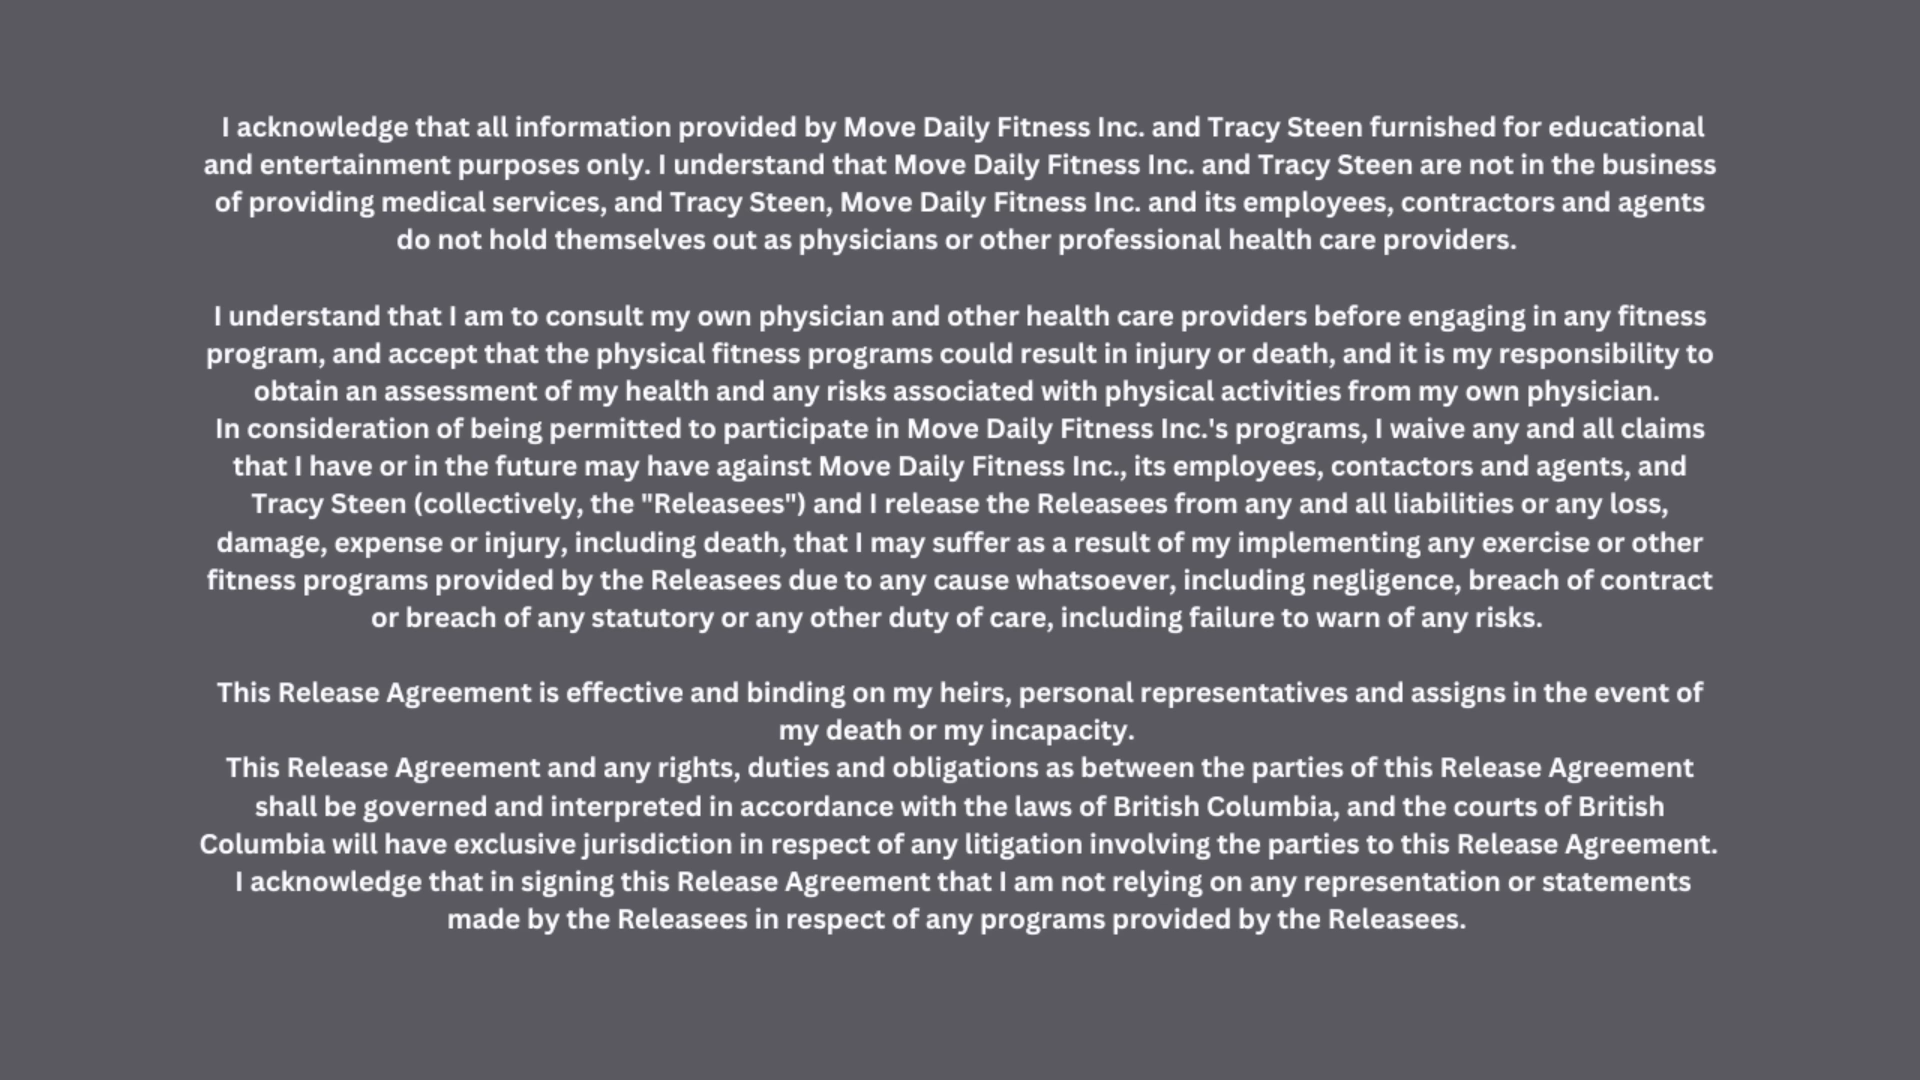 I acknowledge that all information provided by Move Daily Fitness Inc. and Tracy Steen furnished for educational
and entertainment purposes only. I understand that Move Daily Fitness Inc. and Tracy Steen are not in the business
of providing medical services, and Tracy Steen, Move Daily Fitness Inc. and its employees, contractors and agents
do not hold themselves out as physicians or other professional health care providers.
I understand that I am to consult my own physician and other health care providers before engaging in any fitness
program, and accept that the physical fitness programs could result in injury or death, and it is my responsibility to
obtain an assessment of my health and any risks associated with physical activities from my own physician.
In consideration of being permitted to participate in Move Daily Fitness Inc.'s programs, I waive any and all claims
that I have or in the future may have against Move Daily Fitness Inc., its employees, contactors and agents, and
Tracy Steen (collectively, the "Releasees") and I release the Releasees from any and all liabilities or any loss,
damage, expense or injury, including death, that I may suffer as a result of my implementing any exercise or other
fitness programs provided by the Releasees due to any cause whatsoever, including negligence, breach of contract
or breach of any statutory or any other duty of care, including failure to warn of any risks.
This Release Agreement is effective and binding on my heirs, personal representatives and assigns in the event of
my death or my incapacity.
This Release Agreement and any rights, duties and obligations as between the parties of this Release Agreement
shall be governed and interpreted in accordance with the laws of British Columbia, and the courts of British
Columbia will have exclusive jurisdiction in respect of any litigation involving the parties to this Release Agreement.
I acknowledge that in signing this Release Agreement that I am not relying on any representation or statements
made by the Releasees in respect of any programs provided by the Releasees.